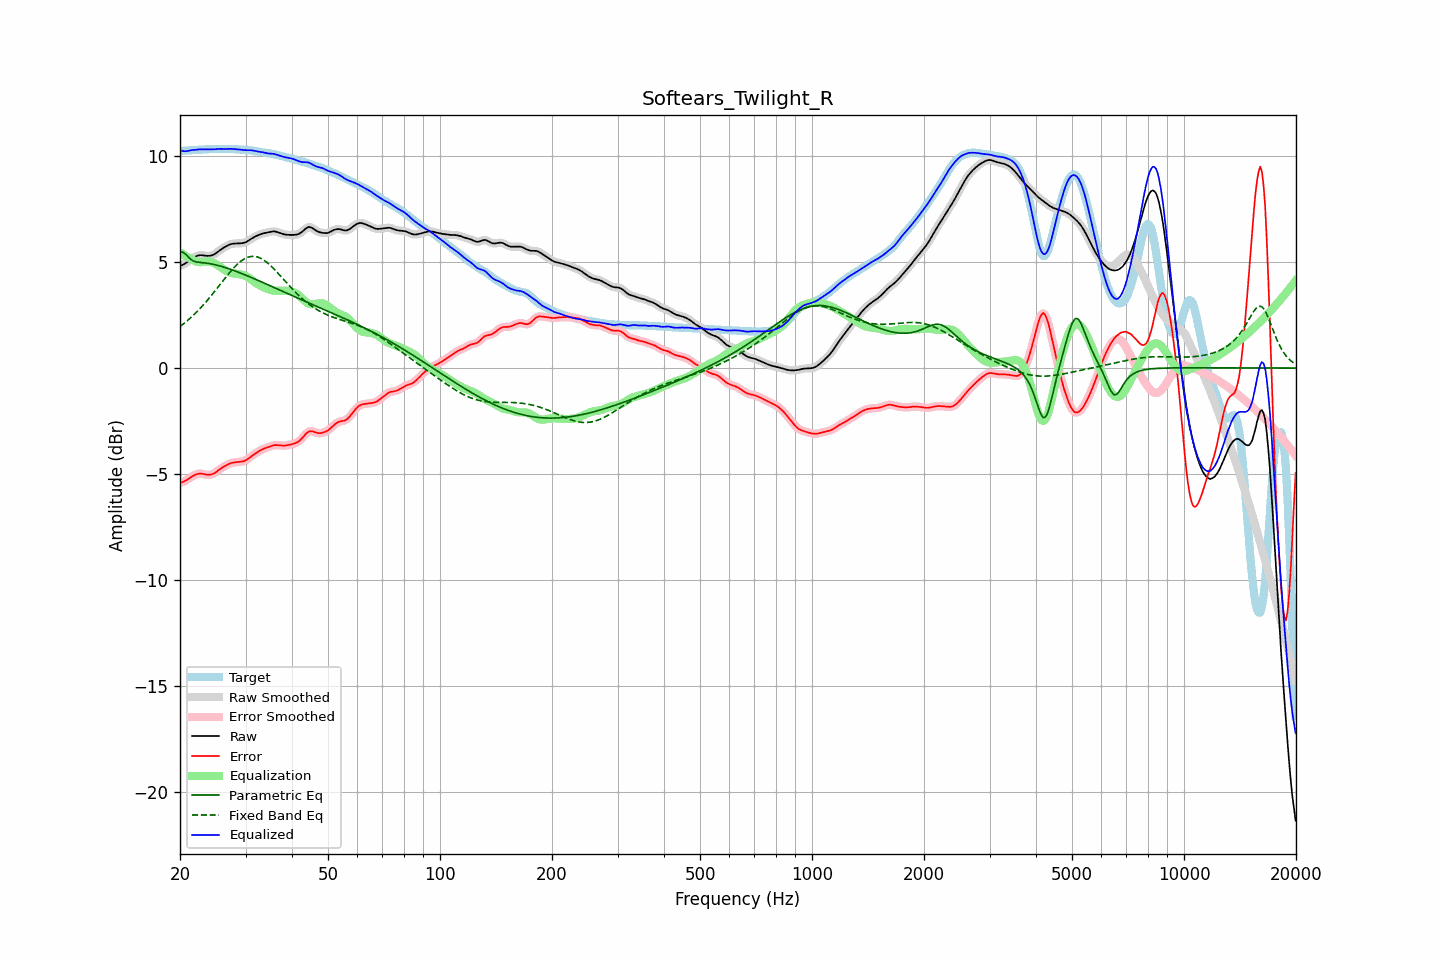 Softears_Twilight_R
Amplitude (dBr)
10
5
0
−5
−10
−15
−20
Target
Raw Smoothed
Error Smoothed
Raw
Error
Equalization
Parametric Eq
Fixed Band Eq
Equalized
20 50 100 200 500 1000 2000 5000 10000 20000
Frequency (Hz)